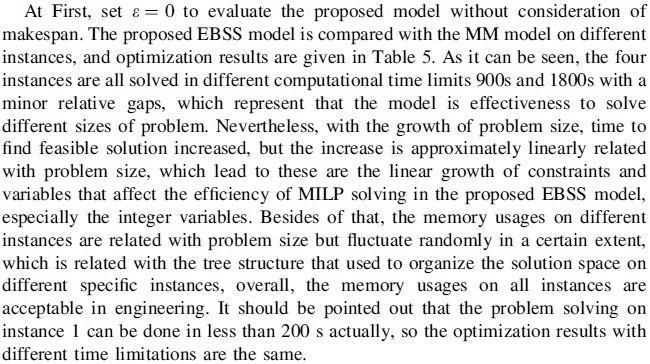 At First, set ε = 0 to evaluate the proposed model without consideration of
makespan. The proposed EBSS model is compared with the MM model on different
instances, and optimization results are given in Table 5. As it can be seen, the four
instances are all solved in different computational time limits 900s and 1800s with a
minor relative gaps, which represent that the model is effectiveness to solve
different sizes of problem. Nevertheless, with the growth of problem size, time to
find feasible solution increased, but the increase is approximately linearly related
with problem size, which lead to these are the linear growth of constraints and
variables that affect the efficiency of MILP solving in the proposed EBSS model,
especially the integer variables. Besides of that, the memory usages on different
instances are related with problem size but fluctuate randomly in a certain extent,
which is related with the tree structure that used to organize the solution space on
different specific instances, overall, the memory usages on all instances are
acceptable in engineering. It should be pointed out that the problem solving on
instance 1 can be done in less than 200 s actually, so the optimization results with
different time limitations are the same.